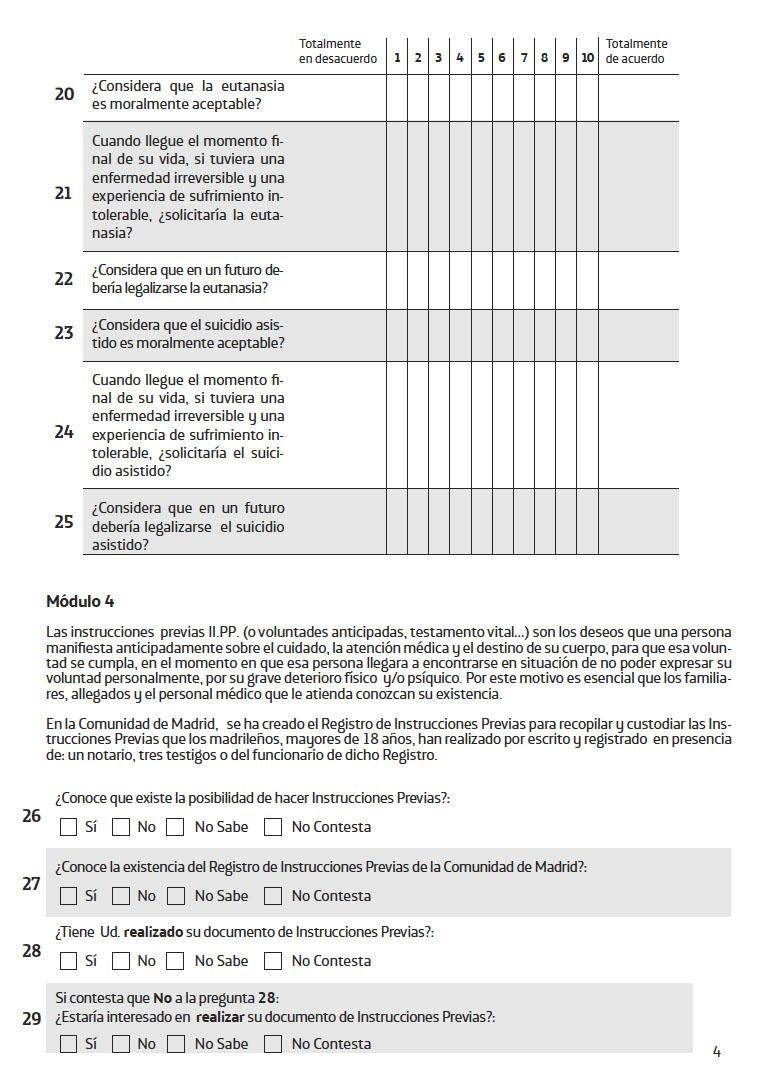 Totalmente
en desacuerdo
1 2 3 4 5 6 7 8 9 10
Totalmente
de acuerdo
20
¿Considera que la eutanasia
es moralmente aceptable?
21
Cuando llegue el momento fi-
nal de su vida, si tuviera una
enfermedad irreversible y una
experiencia de sufrimiento in-
tolerable, ¿solicitaría la euta-
nasia?
22
¿Considera que en un futuro de-
bería legalizarse la eutanasia?
23
¿Considera que el suicidio asis-
tido es moralmente aceptable?
24
Cuando llegue el momento fi-
nal de su vida, si tuviera una
enfermedad irreversible y una
experiencia de sufrimiento in-
tolerable, ¿solicitaría el suici-
dio asistido?
25
¿Considera que en un futuro
debería legalizarse el suicidio
asistido?
Módulo 4
Las instrucciones previas II.PP. (o voluntades anticipadas, testamento vital...) son los deseos que una persona
manifiesta anticipadamente sobre el cuidado, la atención médica y el destino de su cuerpo, para que esa volun-
tad se cumpla, en el momento en que esa persona llegara a encontrarse en situación de no poder expresar su
voluntad personalmente, por su grave deterioro físico y/o psíquico. Por este motivo es esencial que los familia-
res, allegados y el personal médico que le atienda conozcan su existencia.
En la Comunidad de Madrid, se ha creado el Registro de Instrucciones Previas para recopilar y custodiar las Ins-
trucciones Previas que los madrileños, mayores de 18 años, han realizado por escrito y registrado en presencia
de: un notario, tres testigos o del funcionario de dicho Registro.
26
¿Conoce que existe la posibilidad de hacer Instrucciones Previas?:
Sí No No Sabe No Contesta
27
¿Conoce la existencia del Registro de Instrucciones Previas de la Comunidad de Madrid?:
Sí No No Sabe No Contesta
28
¿Tiene Ud. realizado su documento de Instrucciones Previas?:
Sí No No Sabe No Contesta
29
Si contesta que No a la pregunta 28:
¿Estaría interesado en realizar su documento de Instrucciones Previas?:
Sí No No Sabe No Contesta
4